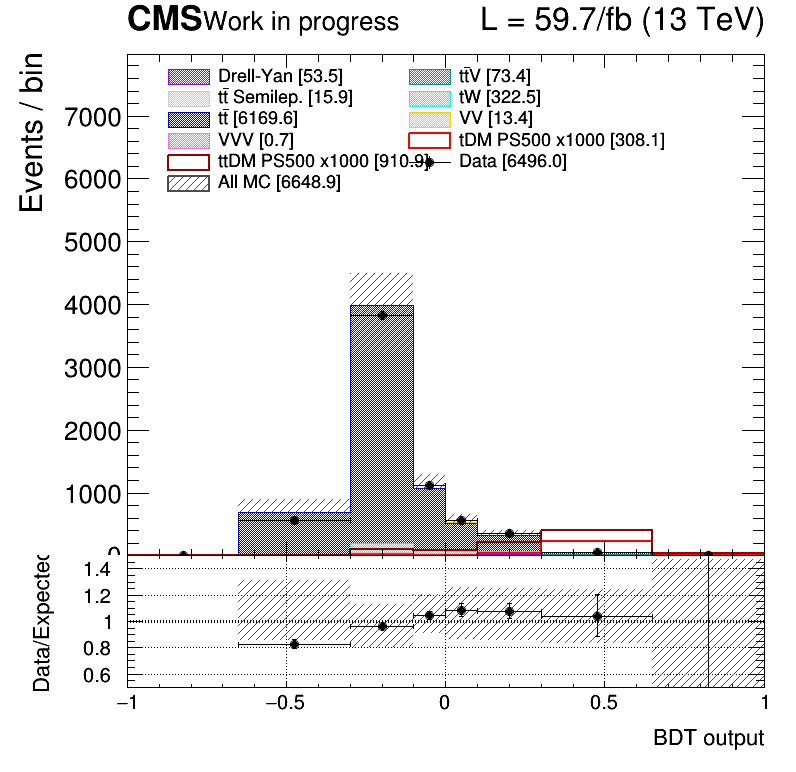 CMS Work in progress L = 59.7/fb (13 TeV)
Events / bin
Drell-Yan [53.5] tt̄V [73.4]
tt̄ Semilep. [15.9] tW [322.5]
tt̄ [6169.6] VV [13.4]
VVV [0.7] tDM PS500 x1000 [308.1]
ttDM PS500 x1000 [910.9] Data [6496.0]
All MC [6648.9]
7000
6000
5000
4000
3000
2000
1000
0
Data/Expected
1.4
1.2
1
0.8
0.6
−1 −0.5 0 0.5 1
BDT output